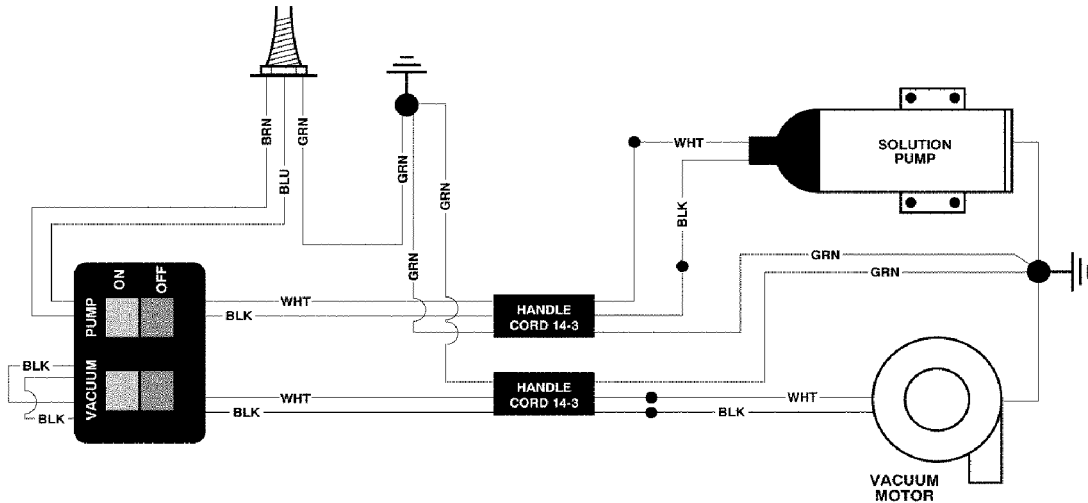 BRN
BLU
GRN
GRN
GRN
GRN
WHT
BLK
SOLUTION
PUMP
GRN
GRN
ON
OFF
PUMP
VACUUM
WHT
BLK
HANDLE
CORD 14-3
BLK
BLK
WHT
BLK
HANDLE
CORD 14-3
WHT
BLK
VACUUM
MOTOR